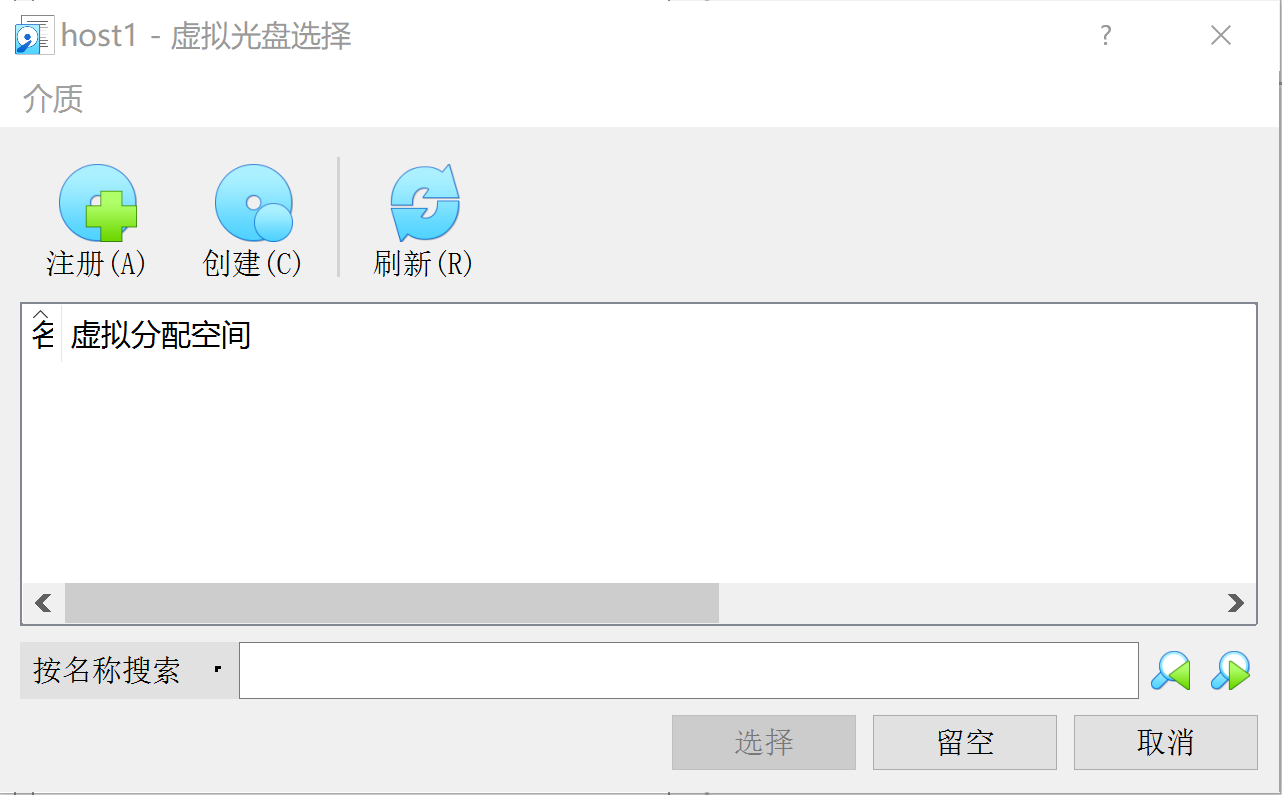 host1 - 虚拟光盘选择
?
介质
注册(A) 创建(C) 刷新(R)
名 虚拟分配空间
按名称搜索
选择 留空 取消